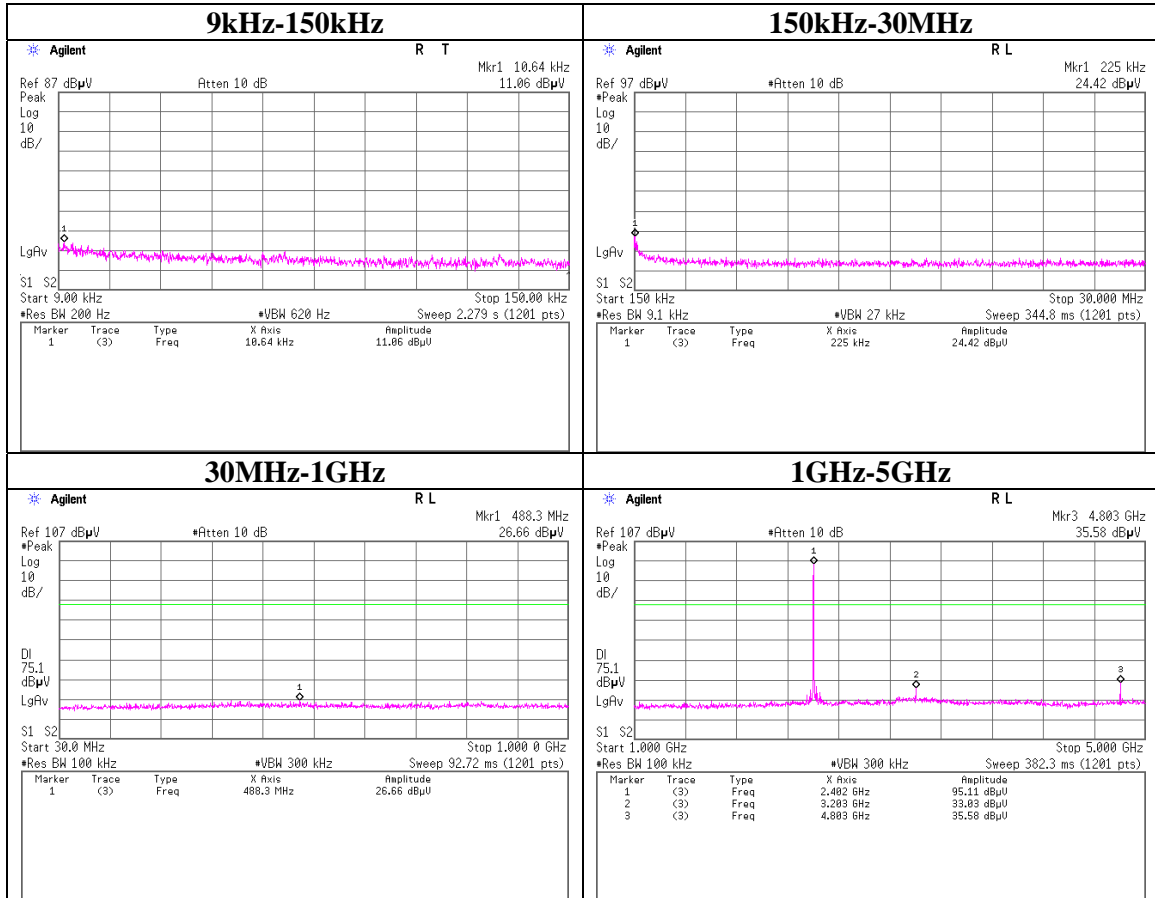 9kHz-150kHz
Agilent R T
Mkr1 10.64 kHz
Ref 87 dBµV Atten 10 dB 11.06 dBµV
Peak
Log
10
dB/
1
LgAv
S1 S2
Start 9.00 kHz Stop 150.00 kHz
#Res BW 200 Hz #VBW 620 Hz Sweep 2.279 s (1201 pts)
Marker Trace Type X Axis Amplitude
1 (3) Freq 10.64 kHz 11.06 dBµV
150kHz-30MHz
Agilent R L
Mkr1 225 kHz
Ref 97 dBµV #Atten 10 dB 24.42 dBµV
#Peak
Log
10
dB/
1
LgAv
S1 S2
Start 150 kHz Stop 30.000 MHz
#Res BW 9.1 kHz #VBW 27 kHz Sweep 344.8 ms (1201 pts)
Marker Trace Type X Axis Amplitude
1 (3) Freq 225 kHz 24.42 dBµV
30MHz-1GHz
Agilent R L
Mkr1 488.3 MHz
Ref 107 dBµV #Atten 10 dB 26.66 dBµV
#Peak
Log
10
dB/
DI
75.1
dBµV
1
LgAv
S1 S2
Start 30.0 MHz Stop 1.000 0 GHz
#Res BW 100 kHz #VBW 300 kHz Sweep 92.72 ms (1201 pts)
Marker Trace Type X Axis Amplitude
1 (3) Freq 488.3 MHz 26.66 dBµV
1GHz-5GHz
Agilent R L
Mkr3 4.803 GHz
Ref 107 dBµV #Atten 10 dB 35.58 dBµV
#Peak
1
Log
10
dB/
DI
75.1
3
dBµV
2
LgAv
S1 S2
Start 1.000 GHz Stop 5.000 GHz
#Res BW 100 kHz #VBW 300 kHz Sweep 382.3 ms (1201 pts)
Marker Trace Type X Axis Amplitude
1 (3) Freq 2.402 GHz 95.11 dBµV
2 (3) Freq 3.203 GHz 33.03 dBµV
3 (3) Freq 4.803 GHz 35.58 dBµV